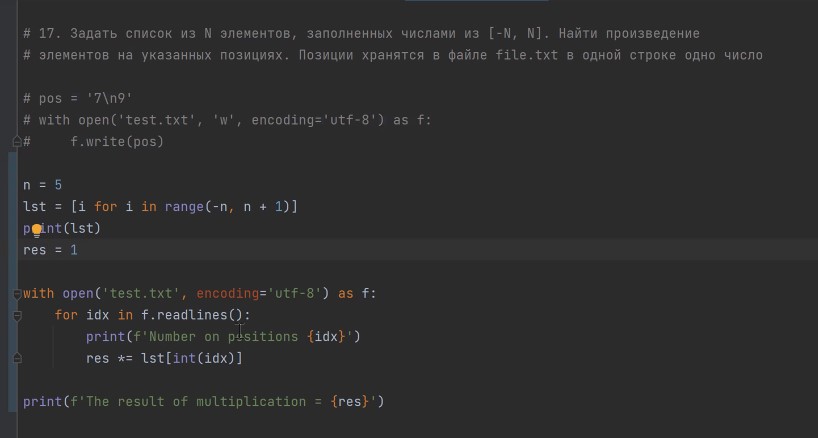 # 17. Задать список из N элементов, заполненных числами из [-N, N]. Найти произведение
# элементов на указанных позициях. Позиции хранятся в файле file.txt в одной строке одно число
# pos = '7\n9'
# with open('test.txt', 'w', encoding='utf-8') as f:
#     f.write(pos)
n = 5
lst = [i for i in range(-n, n + 1)]
print(lst)
res = 1
with open('test.txt', encoding='utf-8') as f:
    for idx in f.readlines():
        print(f'Number on positions {idx}')
        res *= lst[int(idx)]
print(f'The result of multiplication = {res}')